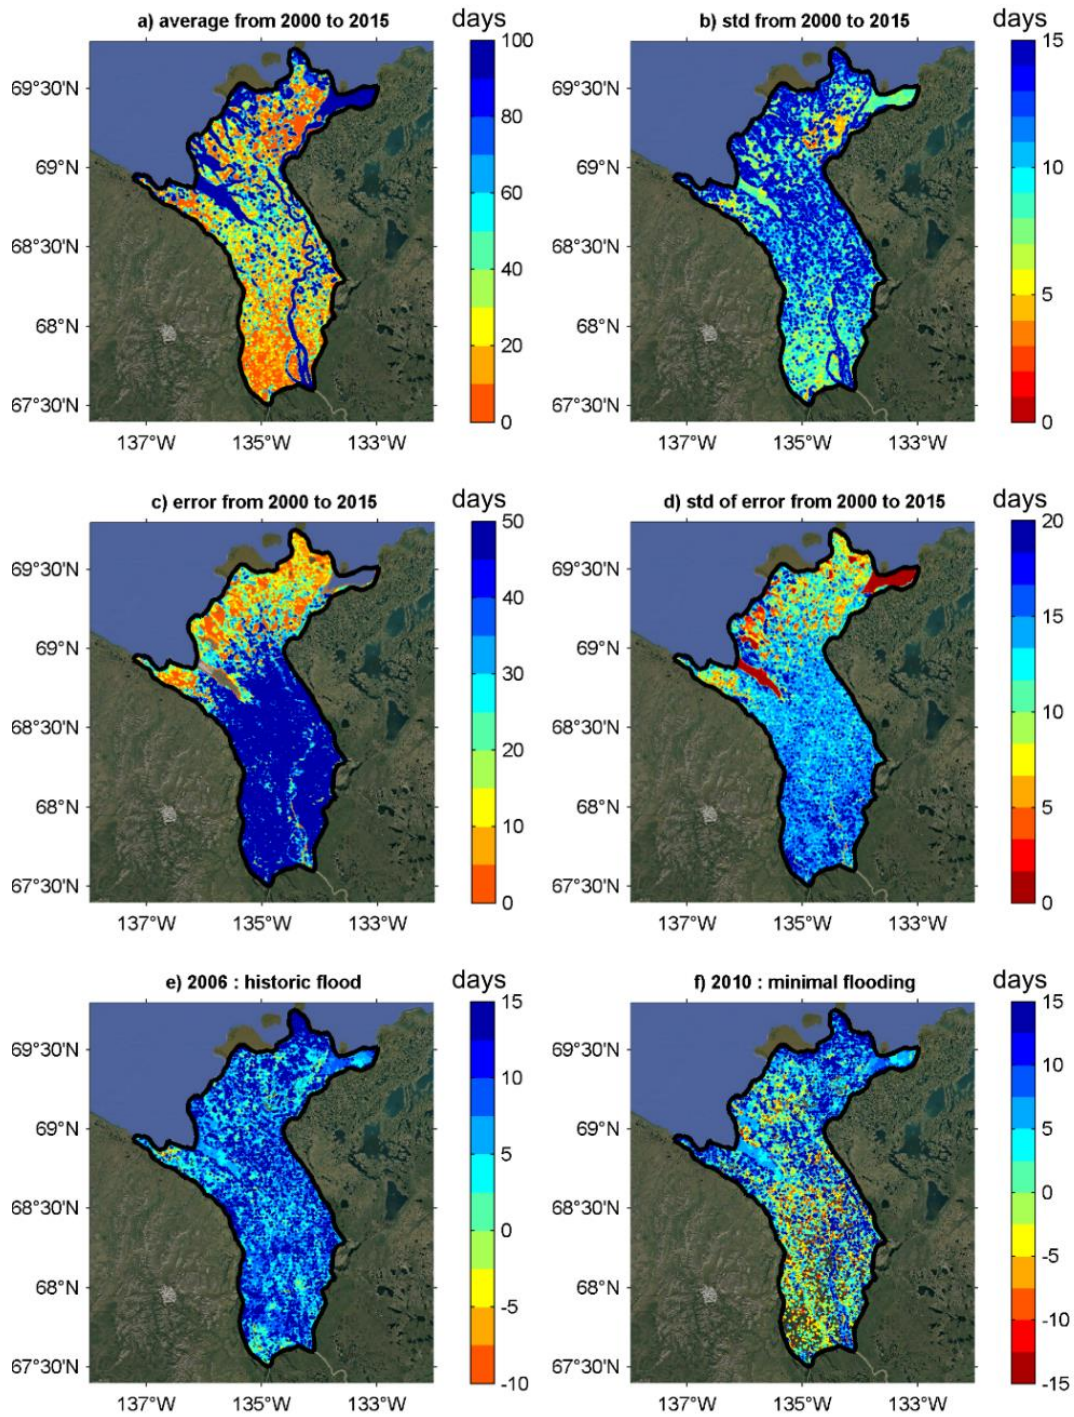 a) average from 2000 to 2015 days
b) std from 2000 to 2015 days
69°30'N
69°N
68°30'N
68°N
67°30'N
137°W 135°W 133°W
100
80
60
40
20
0
69°30'N
69°N
68°30'N
68°N
67°30'N
137°W 135°W 133°W
15
10
5
0
c) error from 2000 to 2015 days
d) std of error from 2000 to 2015 days
69°30'N
69°N
68°30'N
68°N
67°30'N
137°W 135°W 133°W
50
40
30
20
10
0
69°30'N
69°N
68°30'N
68°N
67°30'N
137°W 135°W 133°W
20
15
10
5
0
e) 2006 : historic flood days
f) 2010 : minimal flooding days
69°30'N
69°N
68°30'N
68°N
67°30'N
137°W 135°W 133°W
15
10
5
0
-5
-10
69°30'N
69°N
68°30'N
68°N
67°30'N
137°W 135°W 133°W
15
10
5
0
-5
-10
-15